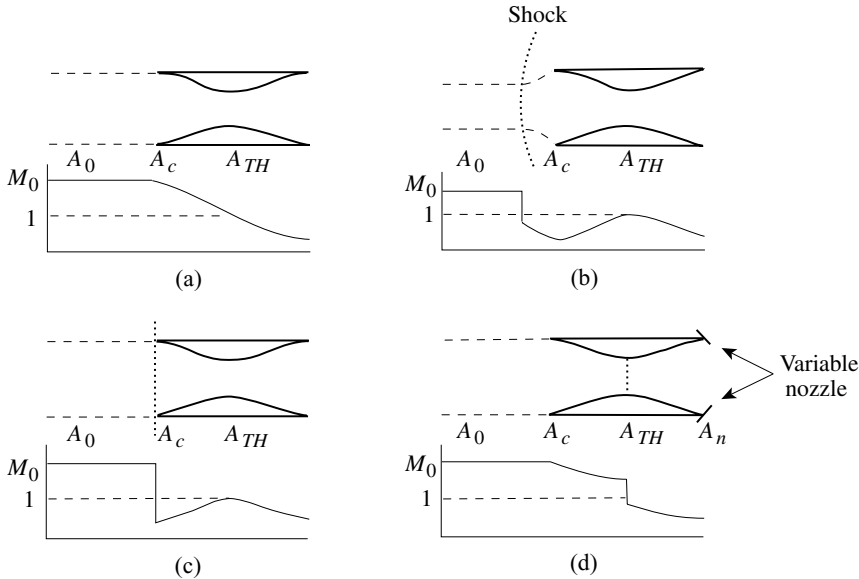 Shock
A0 Ac ATH
M0
1
(a)
A0 Ac ATH
M0
1
(b)
A0 Ac ATH
M0
1
(c)
Variable
nozzle
A0 Ac ATH An
M0
1
(d)